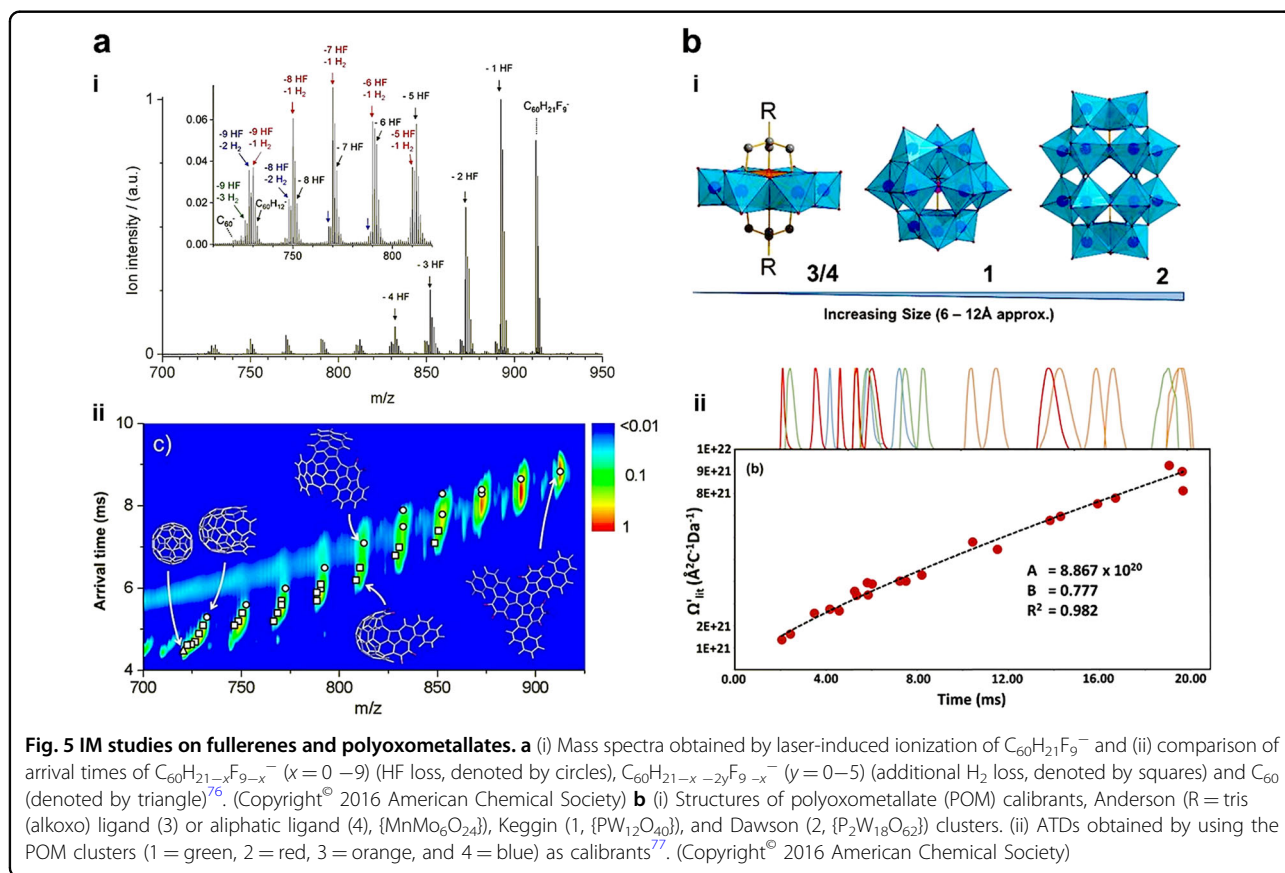 a
i
1
Ion intensity / (a.u.)
0
700 750 800 850 900 950
m/z
0.06
0.04
0.02
0.00
750 800
-9 HF
-2 H2
-9 HF
-1 H2
-8 HF
-1 H2
-7 HF
-1 H2
-6 HF
-1 H2
-5 HF
-9 HF
-3 H2
C60-
C60H12-
-8 HF
-2 H2
- 8 HF
- 7 HF
- 6 HF
-5 HF
-1 H2
- 4 HF
- 3 HF
- 2 HF
- 1 HF
C60H21F9-
ii
c)
10
8
6
4
Arrival time (ms)
700 750 800 850 900
m/z
<0.01
0.1
1
b
i
R
R
3/4
1
2
Increasing Size (6 – 12Å approx.)
ii
(b)
1E+22
9E+21
8E+21
2E+21
1E+21
Ω'lit (Å2C-1Da-1)
A = 8.867 x 10^20
B = 0.777
R2 = 0.982
0.00 4.00 8.00 12.00 16.00 20.00
Time (ms)
Fig. 5 IM studies on fullerenes and polyoxometallates. a (i) Mass spectra obtained by laser-induced ionization of C60H21F9− and (ii) comparison of
arrival times of C60H21−xF9−x− (x = 0 −9) (HF loss, denoted by circles), C60H21−x −2yF9 −x− (y = 0−5) (additional H2 loss, denoted by squares) and C60
(denoted by triangle)76. (Copyright© 2016 American Chemical Society) b (i) Structures of polyoxometallate (POM) calibrants, Anderson (R = tris
(alkoxo) ligand (3) or aliphatic ligand (4), {MnMo6O24}), Keggin (1, {PW12O40}), and Dawson (2, {P2W18O62}) clusters. (ii) ATDs obtained by using the
POM clusters (1 = green, 2 = red, 3 = orange, and 4 = blue) as calibrants77. (Copyright© 2016 American Chemical Society)